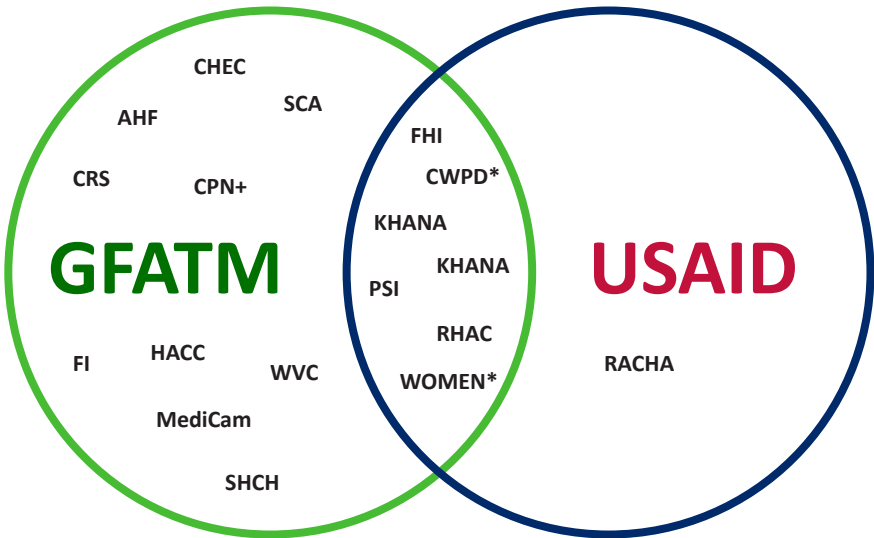 CHEC
SCA
AHF
CRS
CPN+
GFATM
FI
HACC
WVC
MediCam
SHCH
FHI
CWPD*
KHANA
KHANA
PSI
RHAC
WOMEN*
USAID
RACHA